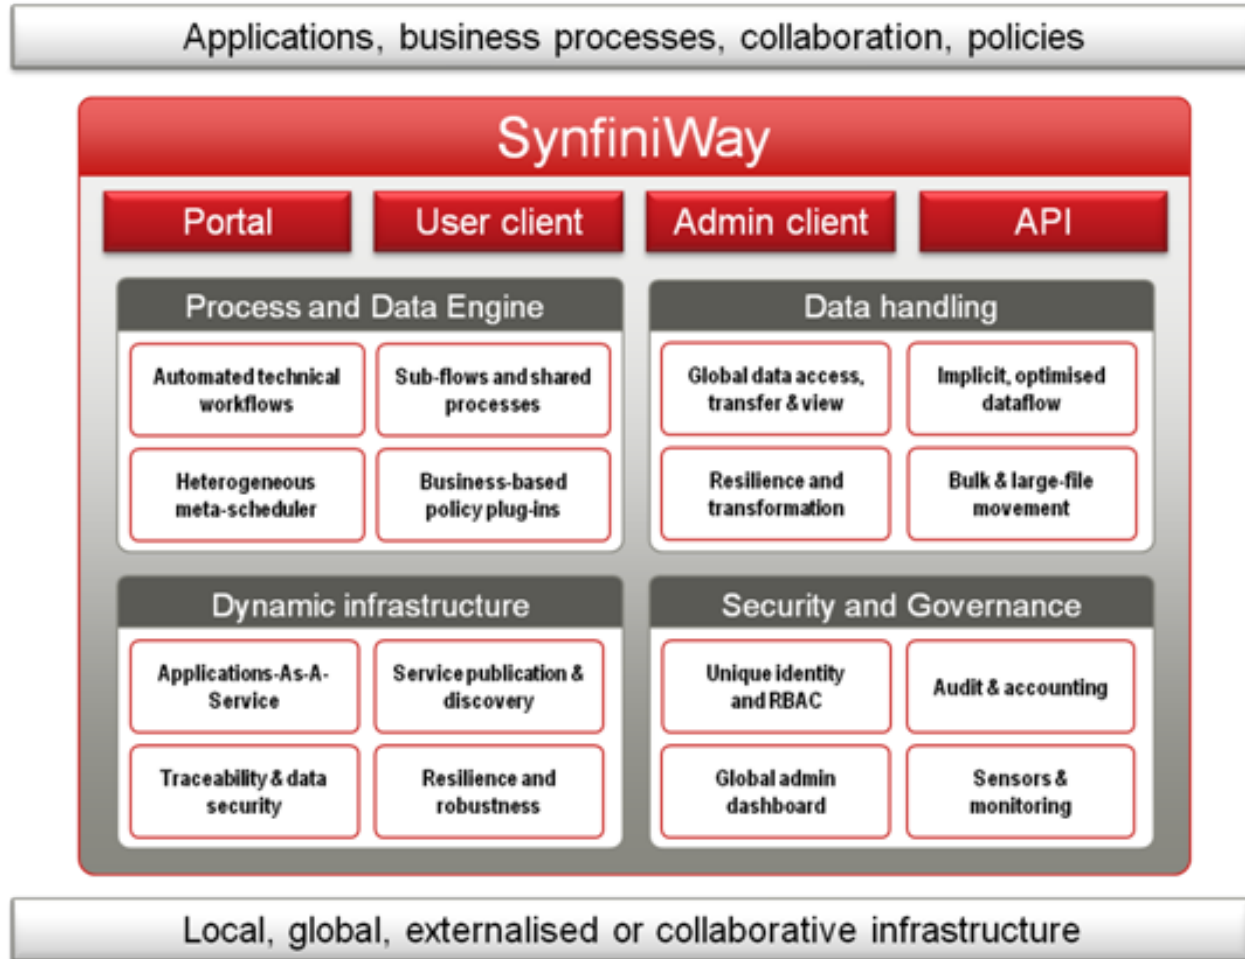 Applications, business processes, collaboration, policies
SynfiniWay
Portal
User client
Admin client
API
Process and Data Engine
Automated technical
workflows
Sub-flows and shared
processes
Heterogeneous
meta-scheduler
Business-based
policy plug-ins
Data handling
Global data access,
transfer & view
Implicit, optimised
dataflow
Resilience and
transformation
Bulk & large-file
movement
Dynamic infrastructure
Applications-As-A-
Service
Service publication &
discovery
Traceability & data
security
Resilience and
robustness
Security and Governance
Unique identity
and RBAC
Audit & accounting
Global admin
dashboard
Sensors &
monitoring
Local, global, externalised or collaborative infrastructure